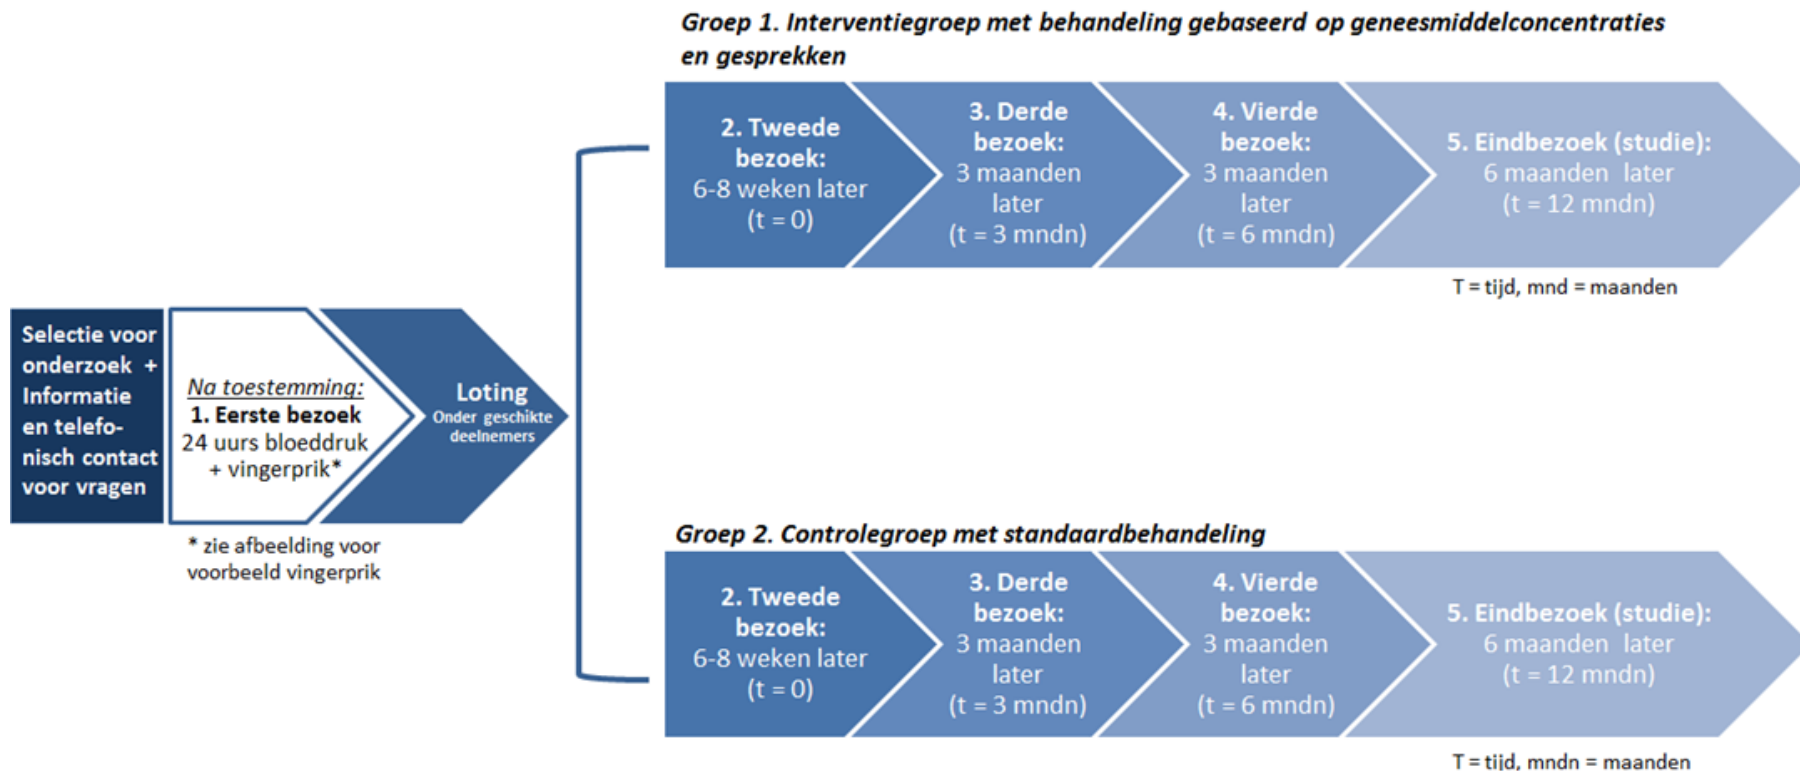 Groep 1. Interventiegroep met behandeling gebaseerd op geneesmiddelconcentraties
en gesprekken
2. Tweede
bezoek:
6-8 weken later
(t = 0)
3. Derde
bezoek:
3 maanden
later
(t = 3 mndn)
4. Vierde
bezoek:
3 maanden
later
(t = 6 mndn)
5. Eindbezoek (studie):
6 maanden later
(t = 12 mndn)
T = tijd, mnd = maanden
Selectie voor
onderzoek +
Informatie
en telefo-
nisch contact
voor vragen
Na toestemming:
1. Eerste bezoek
24 uurs bloeddruk
+ vingerprik*
* zie afbeelding voor
voorbeeld vingerprik
Loting
Onder geschikte
deelnemers
Groep 2. Controlegroep met standaardbehandeling
2. Tweede
bezoek:
6-8 weken later
(t = 0)
3. Derde
bezoek:
3 maanden
later
(t = 3 mndn)
4. Vierde
bezoek:
3 maanden
later
(t = 6 mndn)
5. Eindbezoek (studie):
6 maanden later
(t = 12 mndn)
T = tijd, mndn = maanden